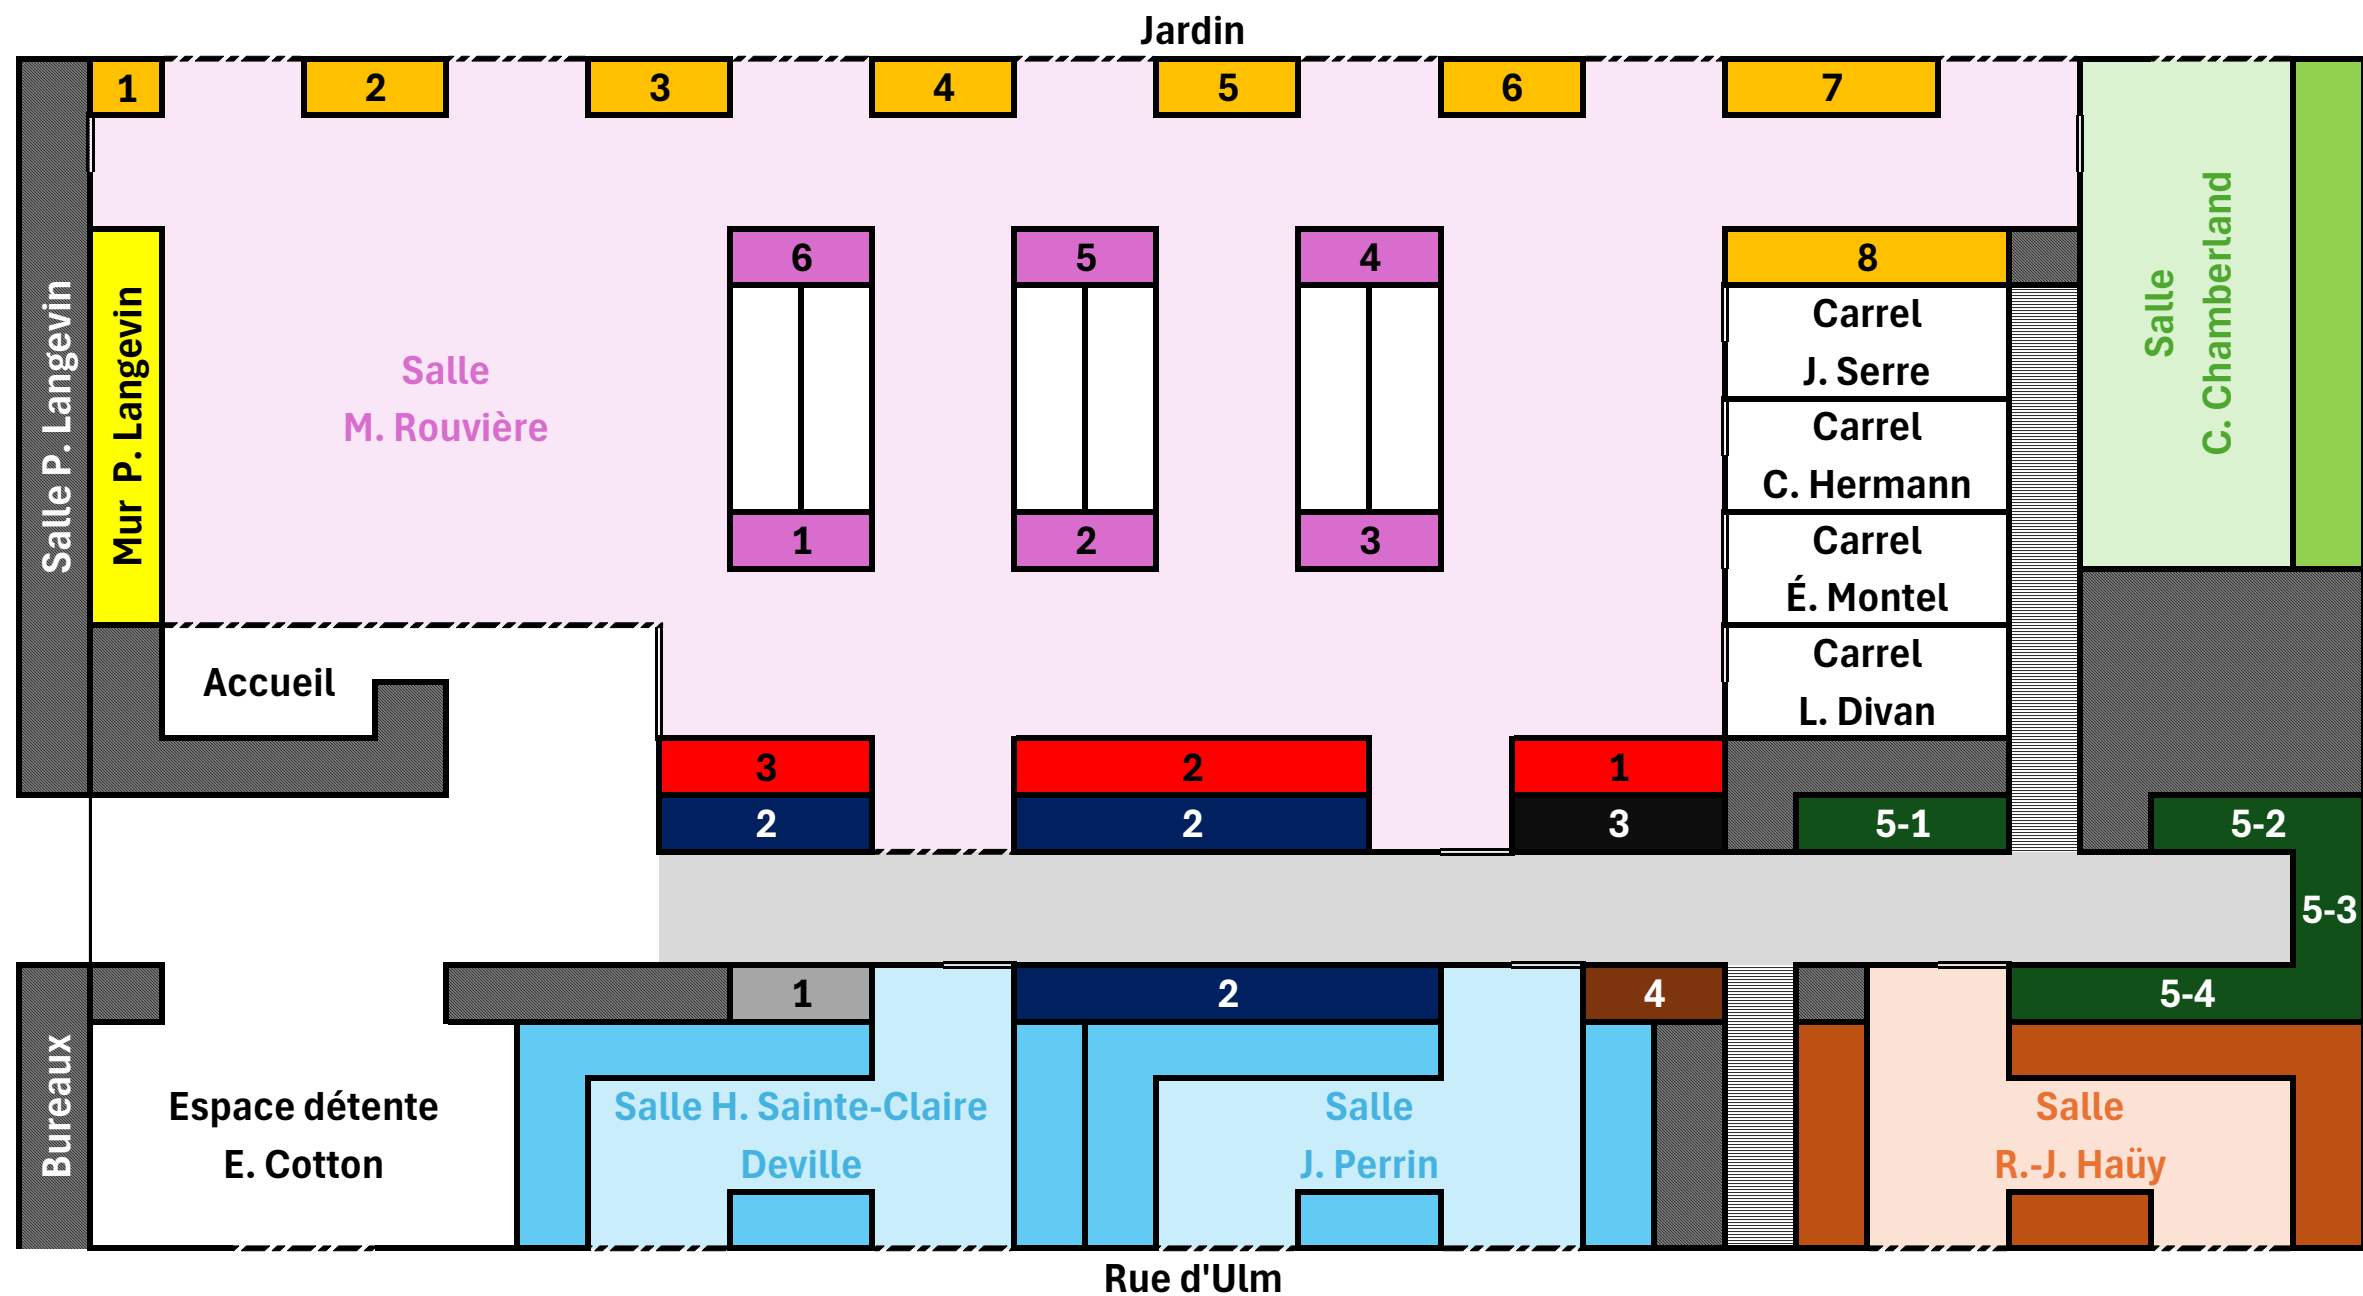 Jardin
1
2
3
4
5
6
7
Salle P. Langevin
Mur P. Langevin
Salle
M. Rouvière
6
5
4
1
2
3
8
Carrel
J. Serre
Carrel
C. Hermann
Carrel
É. Montel
Carrel
L. Divan
Salle
C. Chamberland
Accueil
3
2
1
2
2
3
5-1
5-2
5-3
1
2
4
5-4
Bureaux
Espace détente
E. Cotton
Salle H. Sainte-Claire
Deville
Salle
J. Perrin
Salle
R.-J. Haüy
Rue d'Ulm